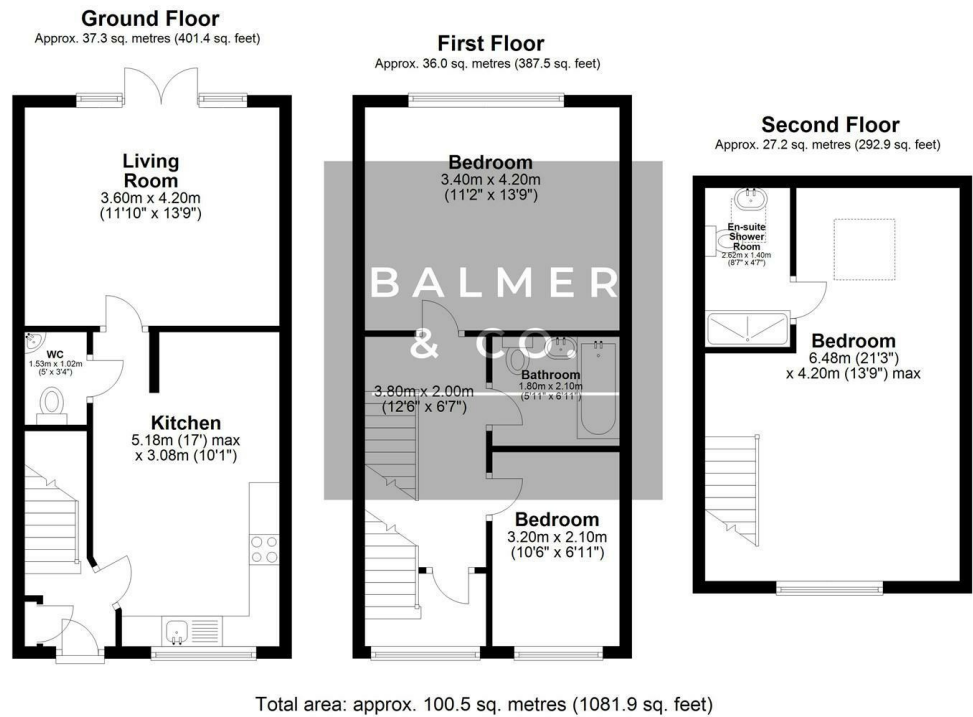 Ground Floor
Approx. 37.3 sq. metres (401.4 sq. feet)
Living
Room
3.60m x 4.20m
(11'10" x 13'9")
WC
1.53m x 1.02m
(5' x 3'4")
Kitchen
5.18m (17') max
x 3.08m (10'1")
First Floor
Approx. 36.0 sq. metres (387.5 sq. feet)
Bedroom
3.40m x 4.20m
(11'2" x 13'9")
BALMER
& CO.
3.80m x 2.00m
(12'6" x 6'7")
Bathroom
1.80m x 2.10m
(5'11" x 6'11")
Bedroom
3.20m x 2.10m
(10'6" x 6'11")
Second Floor
Approx. 27.2 sq. metres (292.9 sq. feet)
En-suite
Shower
Room
2.62m x 1.40m
(8'7" x 4'7")
Bedroom
6.48m (21'3")
x 4.20m (13'9") max
Total area: approx. 100.5 sq. metres (1081.9 sq. feet)